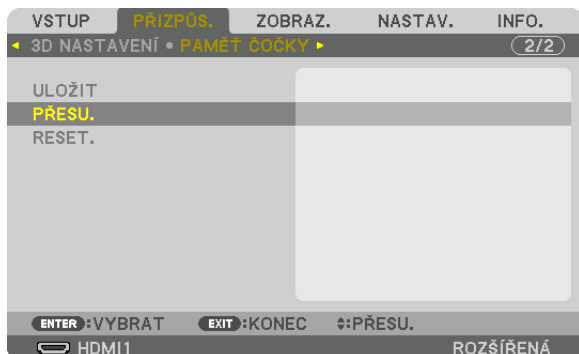 VSTUP PŘIZPŮS. ZOBRAZ. NASTAV. INFO.
3D NASTAVENÍ • PAMĚŤ ČOČKY 2/2
ULOŽIT
PŘESU.
RESET.
ENTER :VYBRAT EXIT :KONEC :PŘESU.
HDMI1 ROZŠÍŘENÁ